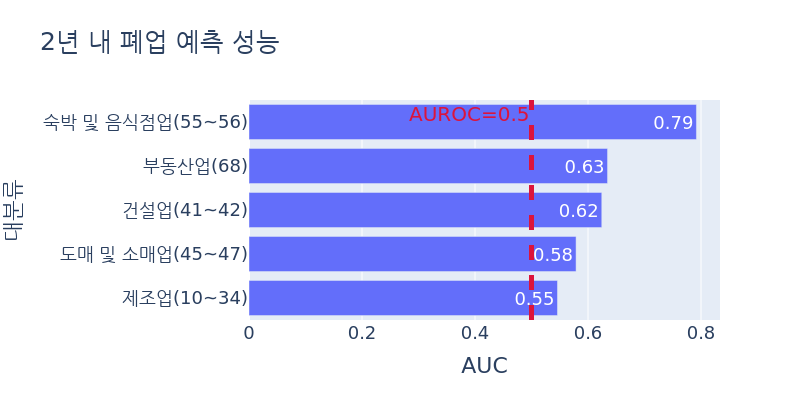 2년 내 폐업 예측 성능
대분류
숙박 및 음식점업(55~56)
AUROC=0.5
0.79
부동산업(68)
0.63
건설업(41~42)
0.62
도매 및 소매업(45~47)
0.58
제조업(10~34)
0.55
0 0.2 0.4 0.6 0.8
AUC